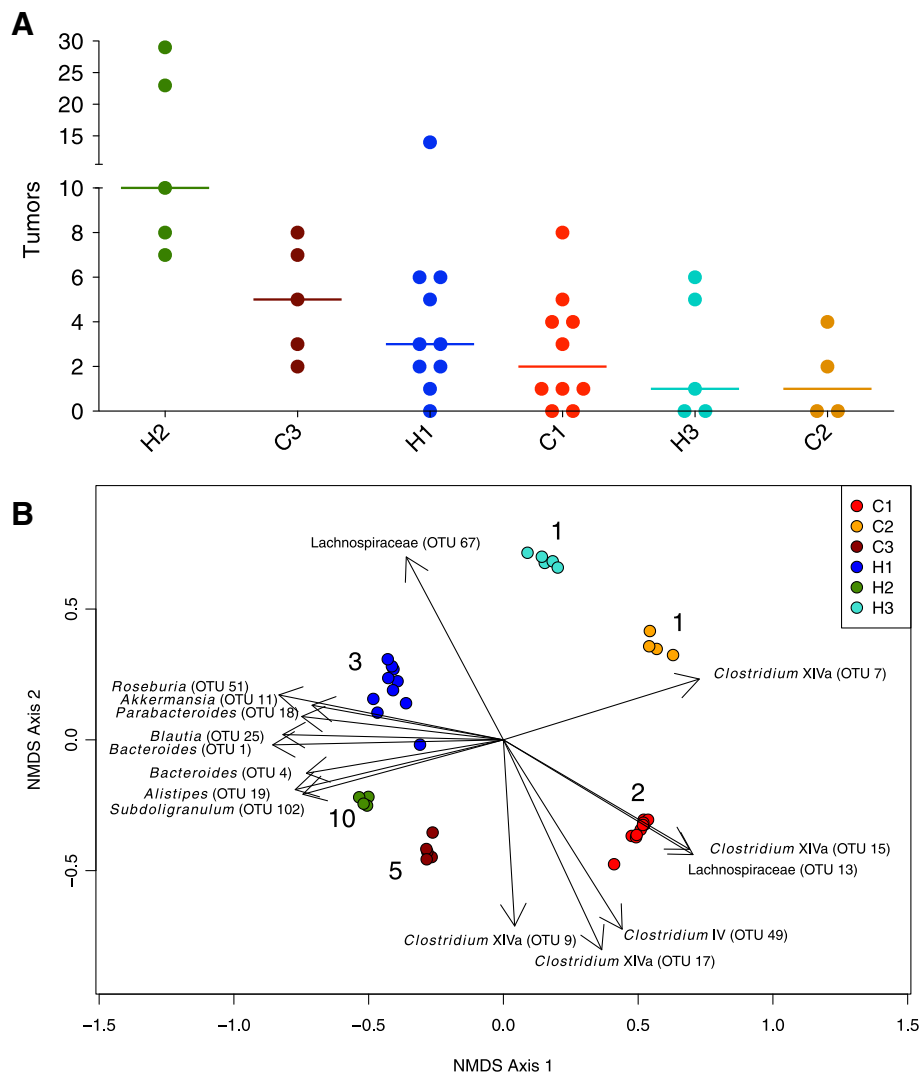 A
30
25
20
15
10
8
6
4
2
0
Tumors
H2
C3
H1
C1
H3
C2
B
C1
C2
C3
H1
H2
H3
Lachnospiraceae (OTU 67)
1
1
3
Clostridium XIVa (OTU 7)
Roseburia (OTU 51)
Akkermansia (OTU 11)
Parabacteroides (OTU 18)
Blautia (OTU 25)
Bacteroides (OTU 1)
Bacteroides (OTU 4)
Alistipes (OTU 19)
Subdoligranulum (OTU 102)
10
2
5
Clostridium XIVa (OTU 15)
Lachnospiraceae (OTU 13)
Clostridium IV (OTU 49)
Clostridium XIVa (OTU 9)
Clostridium XIVa (OTU 17)
0.5
0.0
−0.5
NMDS Axis 2
−1.5
−1.0
−0.5
0.0
0.5
1.0
1.5
NMDS Axis 1